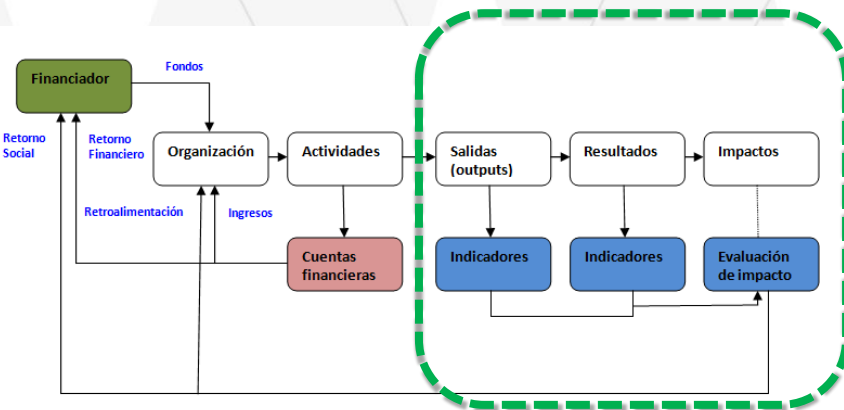 Fondos
Financiador
Retorno
Social
Retorno
Financiero
Organización
Actividades
Salidas
(outputs)
Resultados
Impactos
Retroalimentación
Ingresos
Cuentas
financieras
Indicadores
Indicadores
Evaluación
de impacto